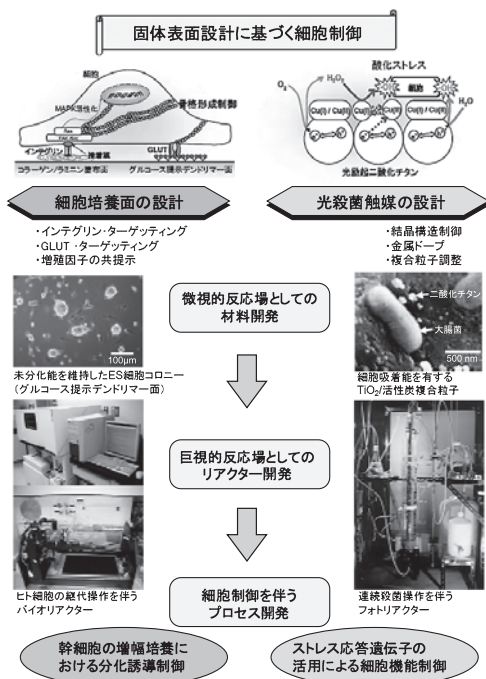 固体表面設計に基づく細胞制御
細胞
MAPK活性化
骨格形成制御
Ras
インテグリン
接着斑
GLUT
コラーゲン/ラミニン塗布面
グルコース提示デンドリマー面
酸化ストレス
O₂
H₂O₂
OH
細胞
OH
Cu(I) / Cu(II)
Cu(I)
Cu(II)
Cu(I) / Cu(II)
H₂O
光励起二酸化チタン
細胞培養面の設計
光殺菌触媒の設計
・インテグリン・ターゲッティング
・GLUT ・ターゲッティング
・増殖因子の共提示
・結晶構造制御
・金属ドープ
・複合粒子調整
微視的反応場としての
材料開発
100μm
二酸化チタン
大腸菌
500 nm
未分化能を維持したES細胞コロニー
(グルコース提示デンドリマー面)
細胞吸着能を有する
TiO₂/活性炭複合粒子
巨視的反応場としての
リアクター開発
ヒト細胞の継代操作を伴う
バイオリアクター
連続殺菌操作を伴う
フォトリアクター
細胞制御を伴う
プロセス開発
幹細胞の増幅培養に
おける分化誘導制御
ストレス応答遺伝子の
活用による細胞機能制御